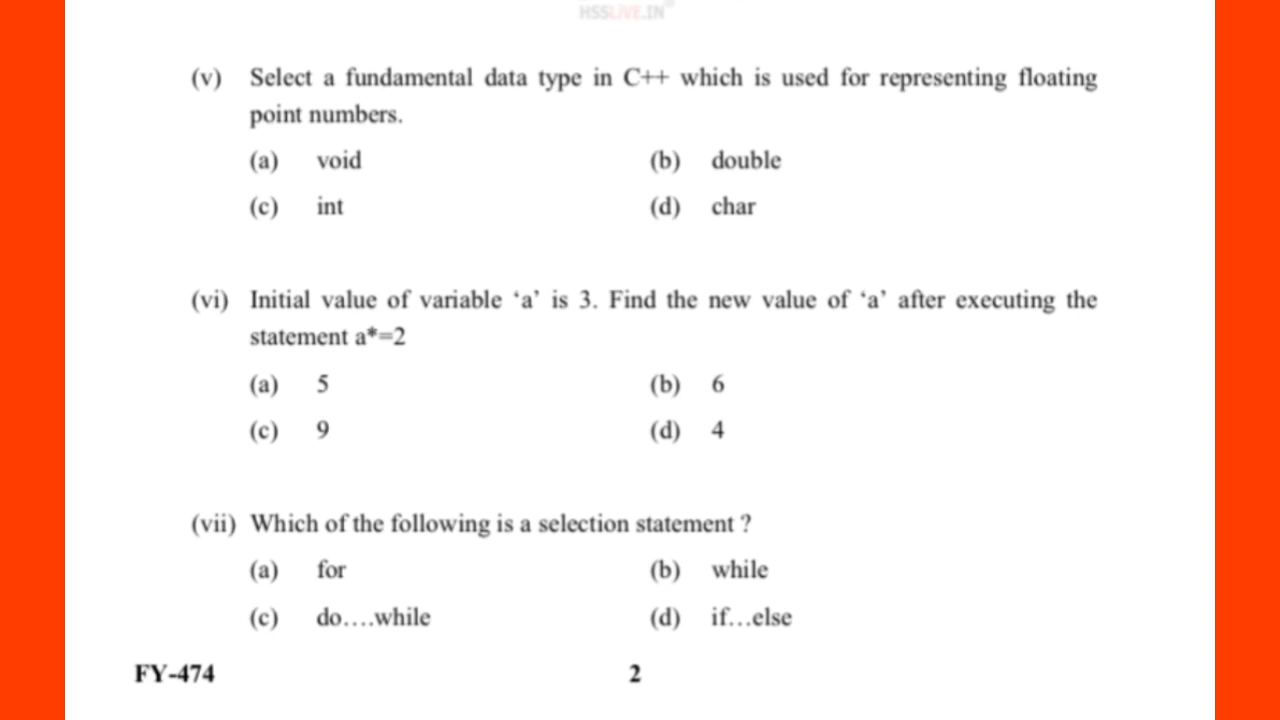 HSSLIVE.IN
(v) Select a fundamental data type in C++ which is used for representing floating
point numbers.
(a) void (b) double
(c) int (d) char
(vi) Initial value of variable ‘a’ is 3. Find the new value of ‘a’ after executing the
statement a*=2
(a) 5 (b) 6
(c) 9 (d) 4
(vii) Which of the following is a selection statement ?
(a) for (b) while
(c) do....while (d) if...else
FY-474 2